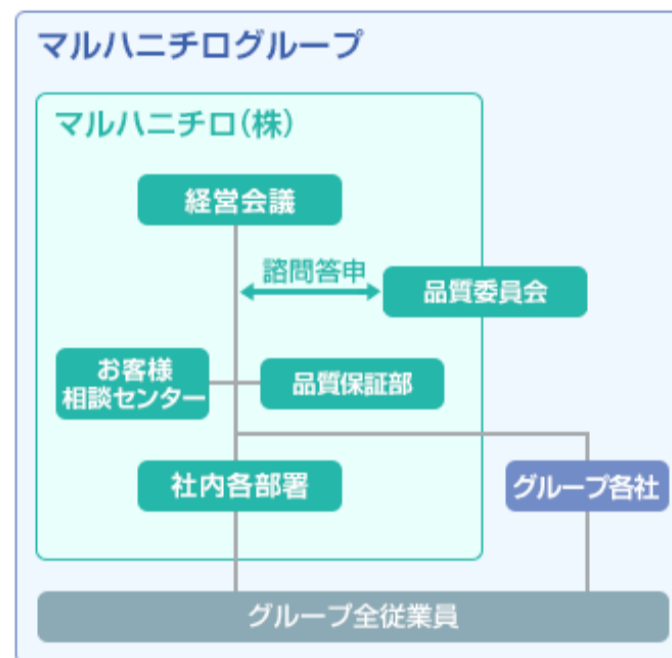 マルハニチログループ
マルハニチロ(株)
経営会議
諮問答申
品質委員会
お客様
相談センター
品質保証部
社内各部署
グループ各社
グループ全従業員